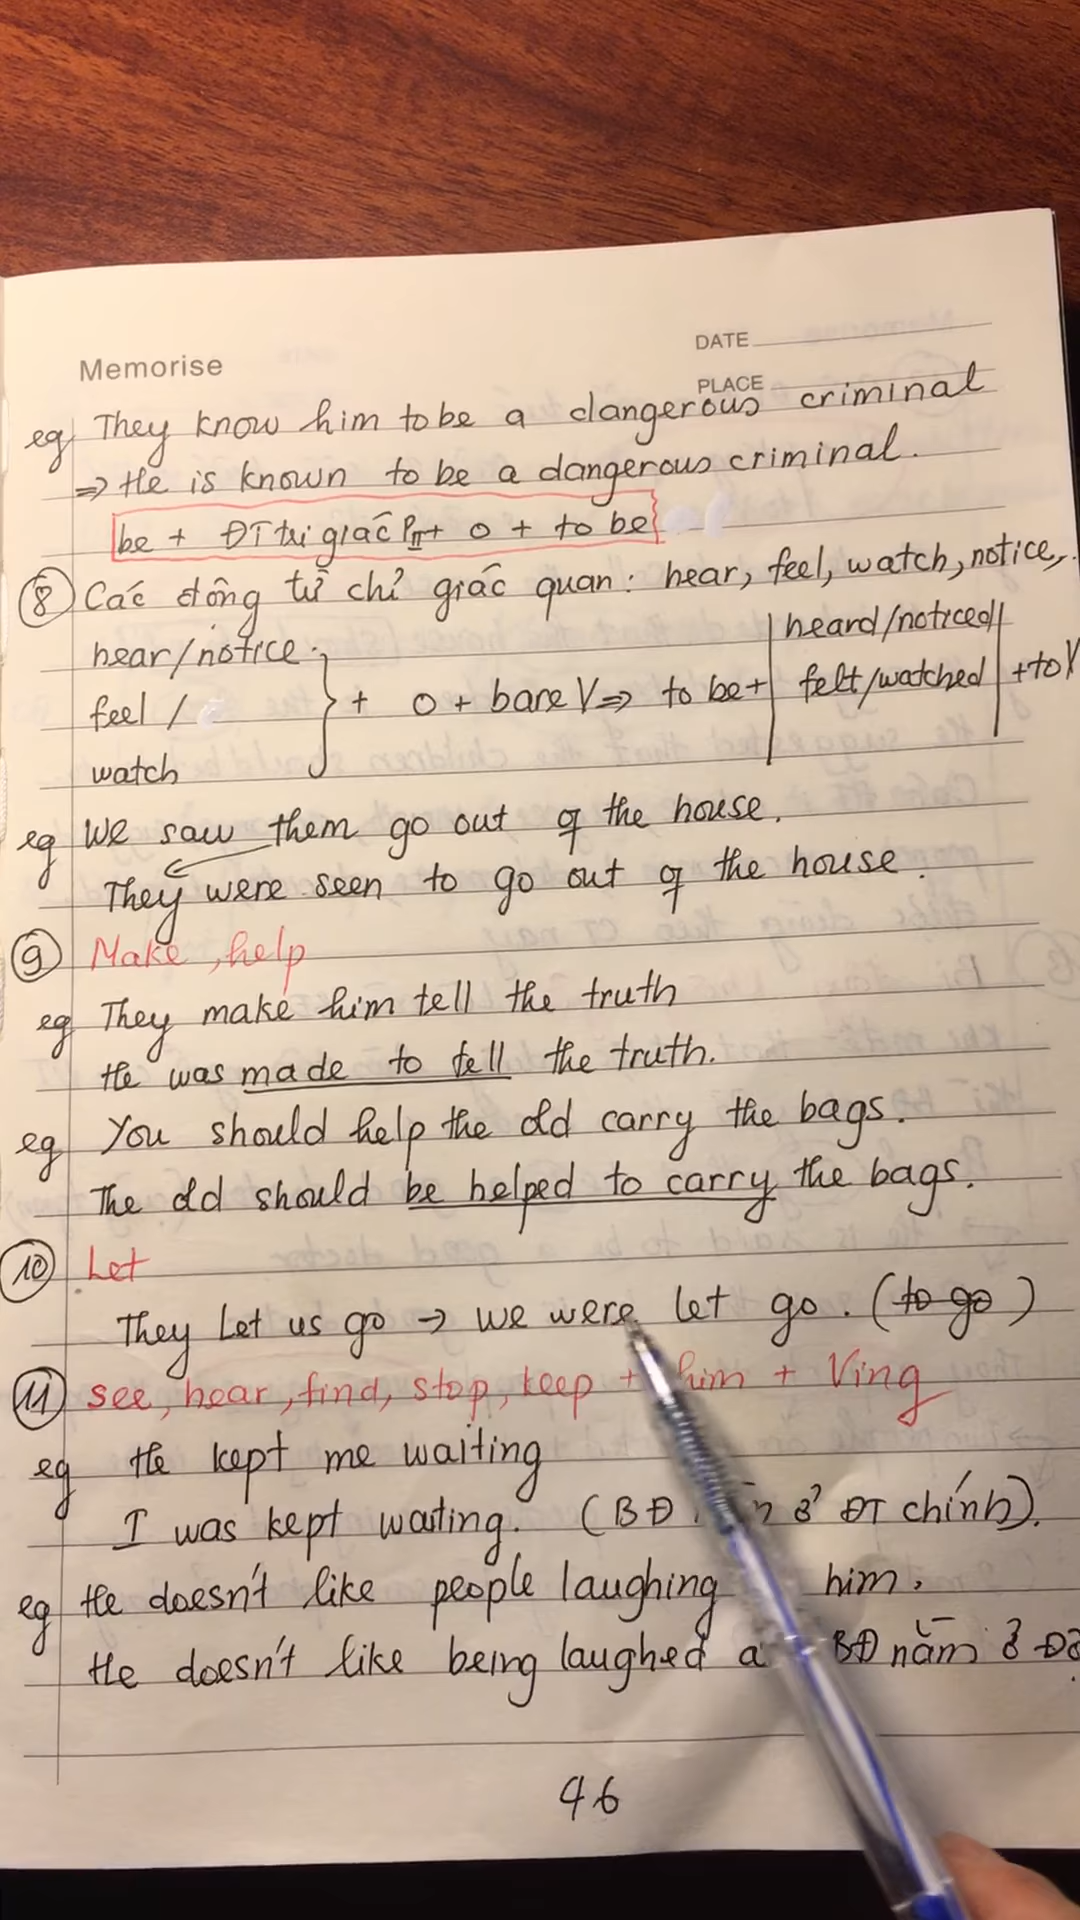 Memorise
DATE
PLACE
eg They know him to be a dangerous criminal
⇒ He is known to be a dangerous criminal.
be + ĐT tri giác PII + O + to be
⑧ Các động từ chỉ giác quan: hear, feel, watch, notice,
hear/notice heard/noticed
feel / } + O + bare V ⇒ to be + felt/watched + to V
watch
eg We saw them go out of the house.
They were seen to go out of the house.
⑨ Make, help
eg They make him tell the truth
He was made to tell the truth.
eg You should help the old carry the bags.
The old should be helped to carry the bags.
⑩ Let
They Let us go → we were let go. (to go)
⑪ see, hear, find, stop, keep + him + Ving
eg He kept me waiting
I was kept waiting. (BĐ ở ĐT chính).
eg He doesn't like people laughing him.
He doesn't like being laughed a BĐ nằm ở
46